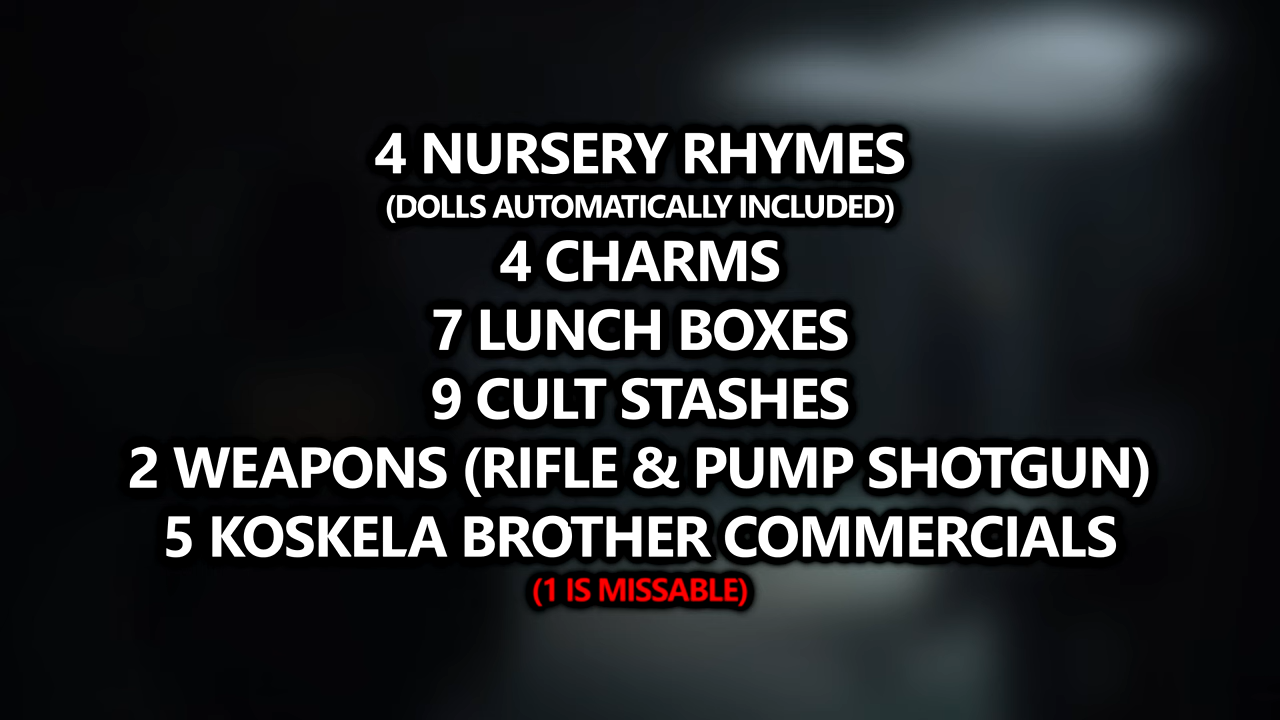 4 NURSERY RHYMES
(DOLLS AUTOMATICALLY INCLUDED)
4 CHARMS
7 LUNCH BOXES
9 CULT STASHES
2 WEAPONS (RIFLE & PUMP SHOTGUN)
5 KOSKELA BROTHER COMMERCIALS
(1 IS MISSABLE)